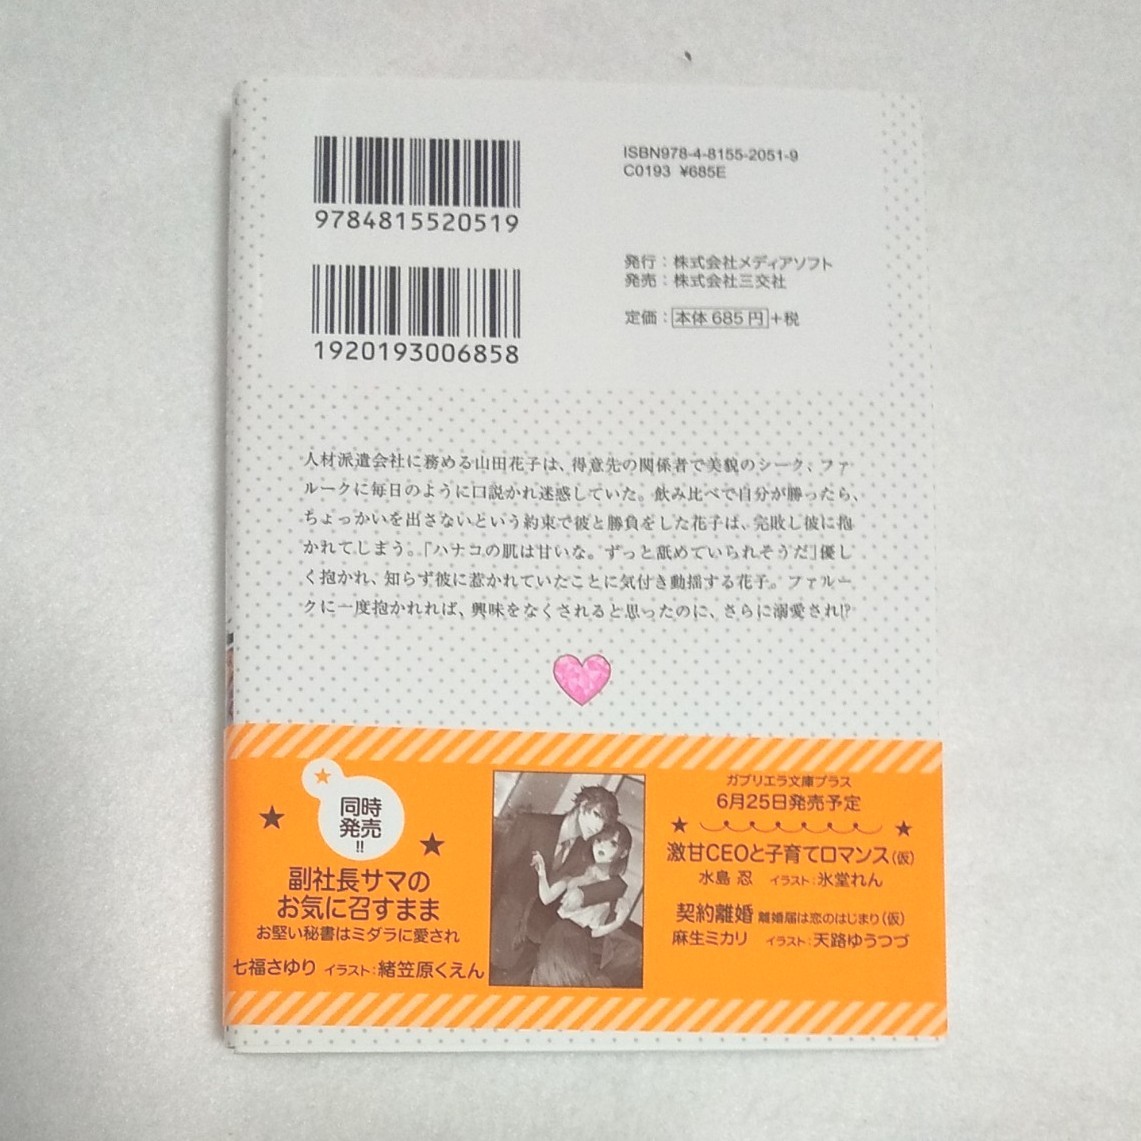 9784815520519
1920193006858
ISBN978-4-8155-2051-9
C0193 ¥685E
発行：株式会社メディアソフト
発売：株式会社三交社
定価：本体 685 円+税
人材派遣会社に務める山田花子は、得意先の関係者で美貌のシーク、ファ
ルークに毎日のように口説かれ迷惑していた。飲み比べで自分が勝ったら、
ちょっかいを出さないという約束で彼と勝負をした花子は、完敗し彼に抱
かれてしまう。「ハナコの肌は甘いな。ずっと舐めていられそうだ」優し
く抱かれ、知らず彼に惹かれていたことに気付き動揺する花子。ファルー
クに一度抱かれれば、興味をなくされると思ったのに、さらに溺愛され!?
同時
発売
!!
副社長サマの
お気に召すまま
お堅い秘書はミダラに愛され
七福さゆり イラスト：緒笠原くえん
ガブリエラ文庫プラス
6月25日発売予定
激甘CEOと子育てロマンス(仮)
水島 忍 イラスト：氷堂れん
契約離婚 離婚届は恋のはじまり(仮)
麻生ミカリ イラスト：天路ゆうつづ